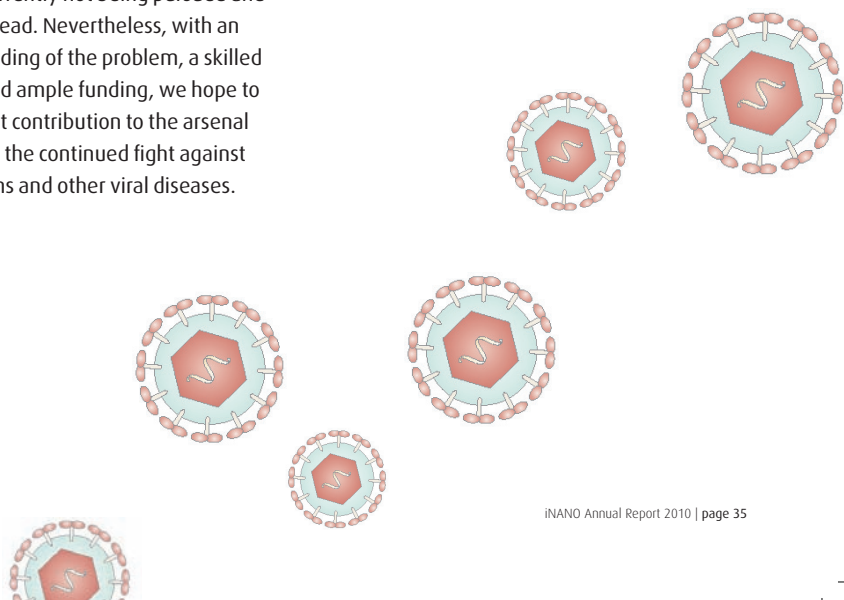 ead. Nevertheless, with an
ding of the problem, a skilled
d ample funding, we hope to
t contribution to the arsenal
the continued fight against
ns and other viral diseases.
iNANO Annual Report 2010 | page 35